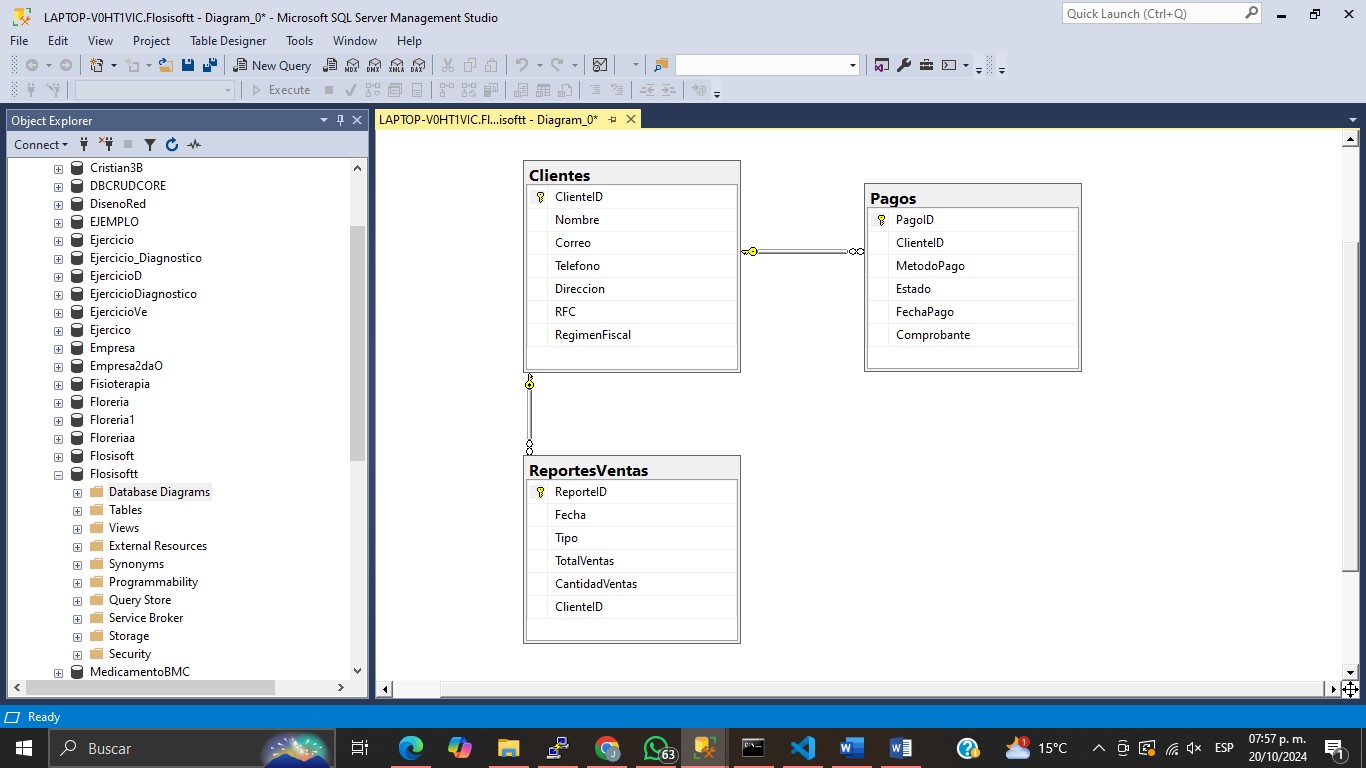 LAPTOP-V0HT1VIC.Flosisoftt - Diagram_0* - Microsoft SQL Server Management Studio
Quick Launch (Ctrl+Q)
File Edit View Project Table Designer Tools Window Help
New Query
MDX DMX XMLA DAX
Execute
Object Explorer
LAPTOP-V0HT1VIC.Fl...isoftt - Diagram_0*
Connect
Cristian3B
DBCRUDCORE
DisenoRed
EJEMPLO
Ejercicio
Ejercicio_Diagnostico
EjercicioD
EjercicioDiagnostico
EjercicioVe
Ejercico
Empresa
Empresa2daO
Fisioterapia
Floreria
Floreria1
Floreriaa
Flosisoft
Flosisoftt
Database Diagrams
Tables
Views
External Resources
Synonyms
Programmability
Query Store
Service Broker
Storage
Security
MedicamentoBMC
Clientes
ClienteID
Nombre
Correo
Telefono
Direccion
RFC
RegimenFiscal
Pagos
PagoID
ClienteID
MetodoPago
Estado
FechaPago
Comprobante
ReportesVentas
ReporteID
Fecha
Tipo
TotalVentas
CantidadVentas
ClienteID
Ready
Buscar
63
15°C
ESP
07:57 p. m.
20/10/2024
1